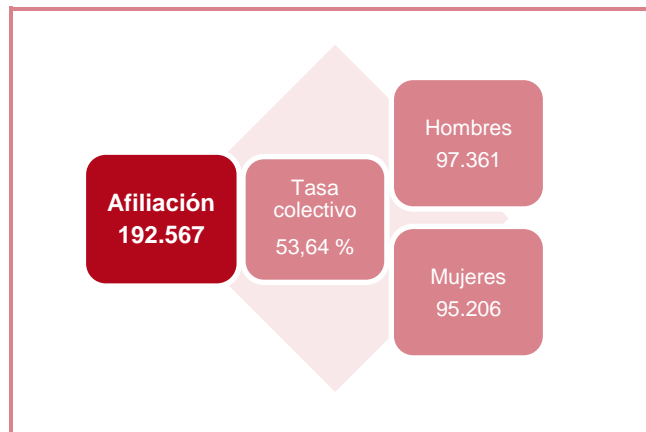 Afiliación
192.567
Tasa
colectivo
53,64 %
Hombres
97.361
Mujeres
95.206